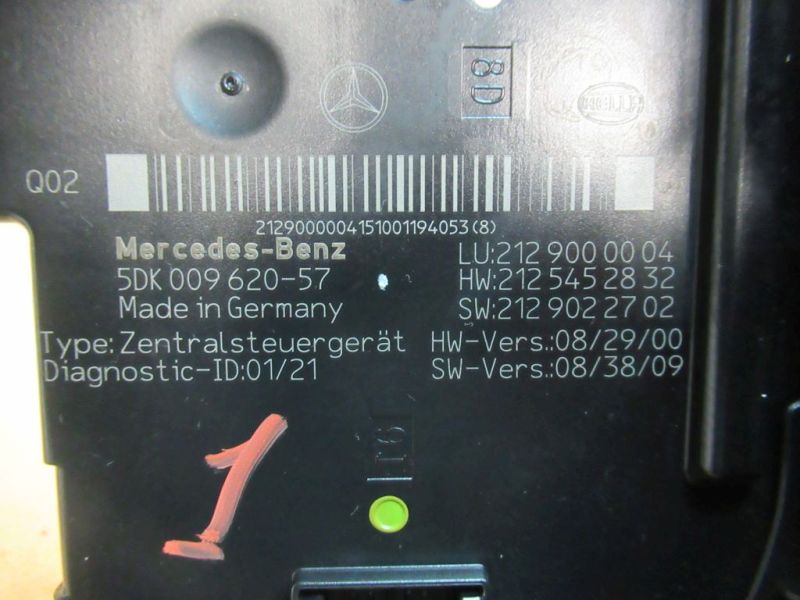 8D
HELLA
Q02
21290000004151001194053(8)
Mercedes-Benz
5DK 009 620-57
Made in Germany
LU:212 900 00 04
HW:212 545 28 32
SW:212 902 27 02
Type:Zentralsteuergerät
Diagnostic-ID:01/21
HW-Vers.:08/29/00
SW-Vers.:08/38/09
1